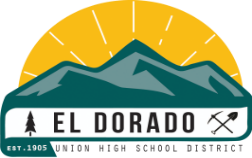 EL DORADO
EST.1905 UNION HIGH SCHOOL DISTRICT